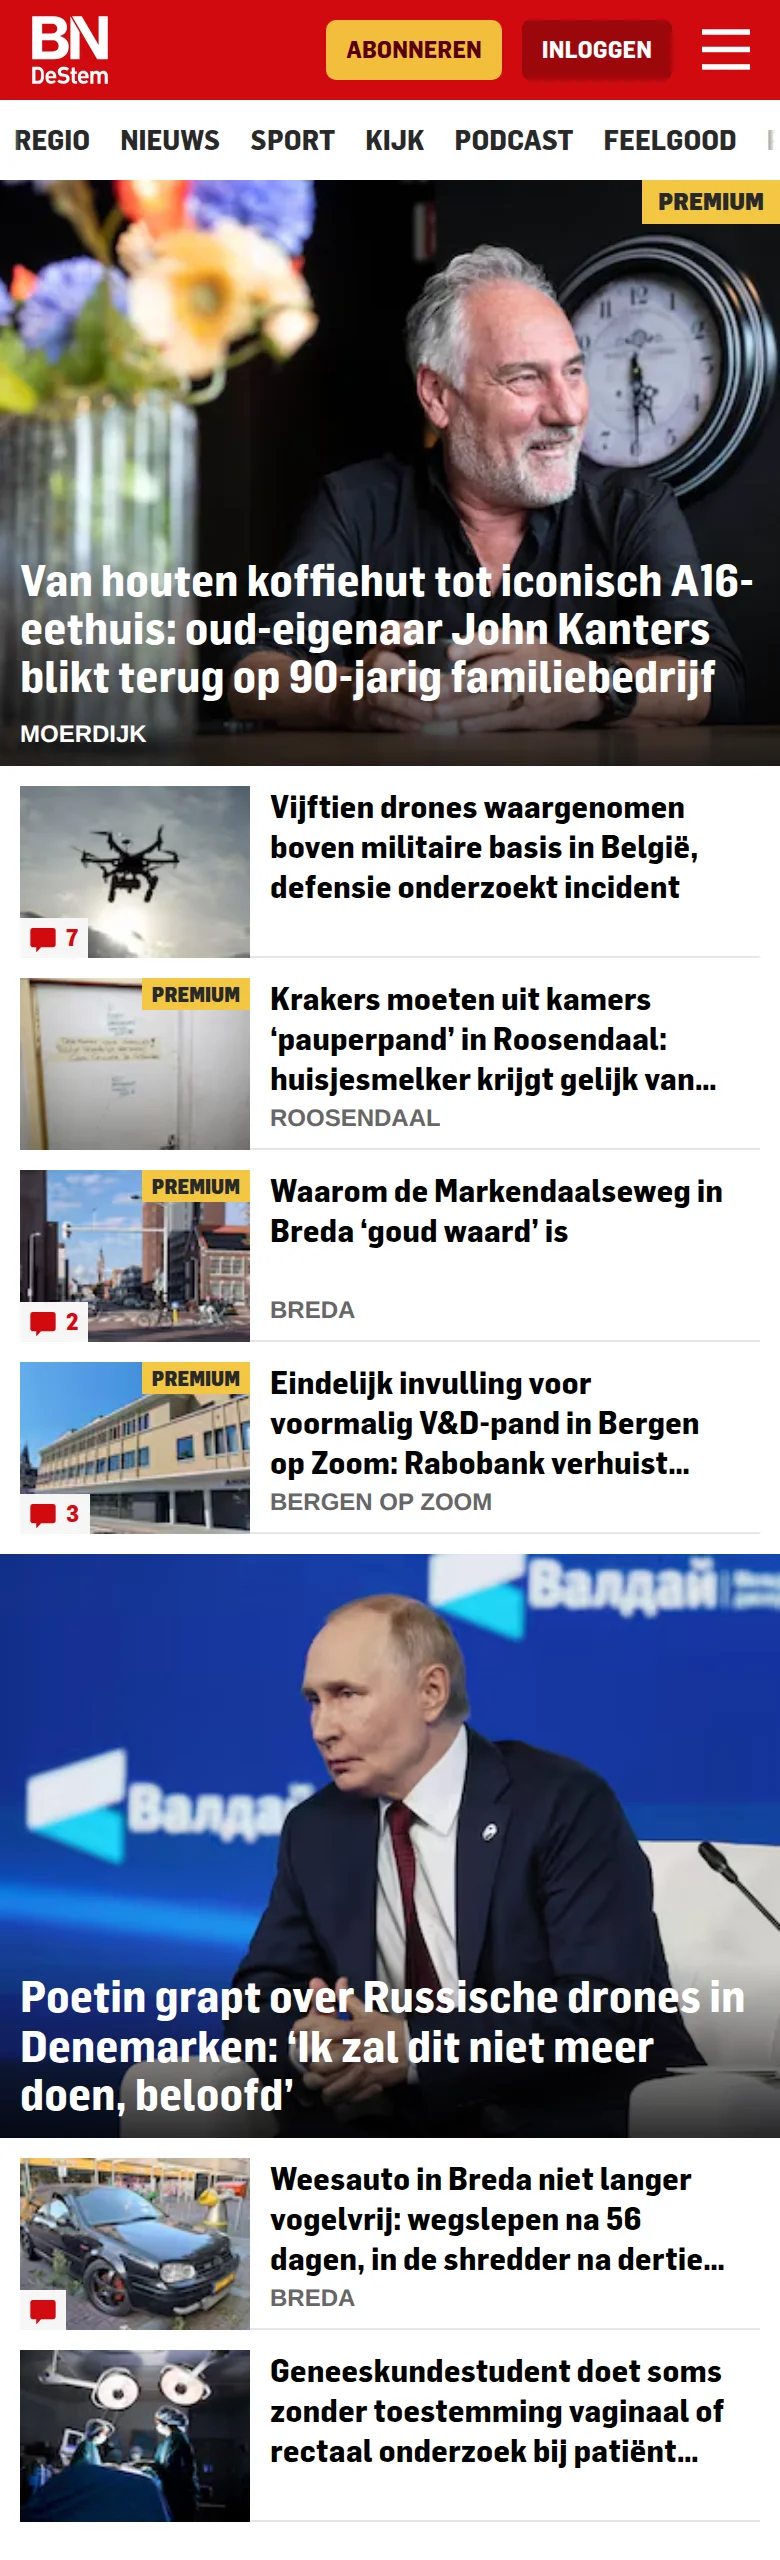 BN
DeStem
ABONNEREN
INLOGGEN
REGIO NIEUWS SPORT KIJK PODCAST FEELGOOD
PREMIUM
Van houten koffiehut tot iconisch A16-
eethuis: oud-eigenaar John Kanters
blikt terug op 90-jarig familiebedrijf
MOERDIJK
Vijftien drones waargenomen
boven militaire basis in België,
defensie onderzoekt incident
7
PREMIUM
Krakers moeten uit kamers
‘pauperpand’ in Roosendaal:
huisjesmelker krijgt gelijk van...
ROOSENDAAL
PREMIUM
Waarom de Markendaalseweg in
Breda ‘goud waard’ is
BREDA
2
PREMIUM
Eindelijk invulling voor
voormalig V&D-pand in Bergen
op Zoom: Rabobank verhuist...
BERGEN OP ZOOM
3
Валдай
Валдай
Poetin grapt over Russische drones in
Denemarken: ‘Ik zal dit niet meer
doen, beloofd’
Weesauto in Breda niet langer
vogelvrij: wegslepen na 56
dagen, in de shredder na dertie...
BREDA
Geneeskundestudent doet soms
zonder toestemming vaginaal of
rectaal onderzoek bij patiënt...